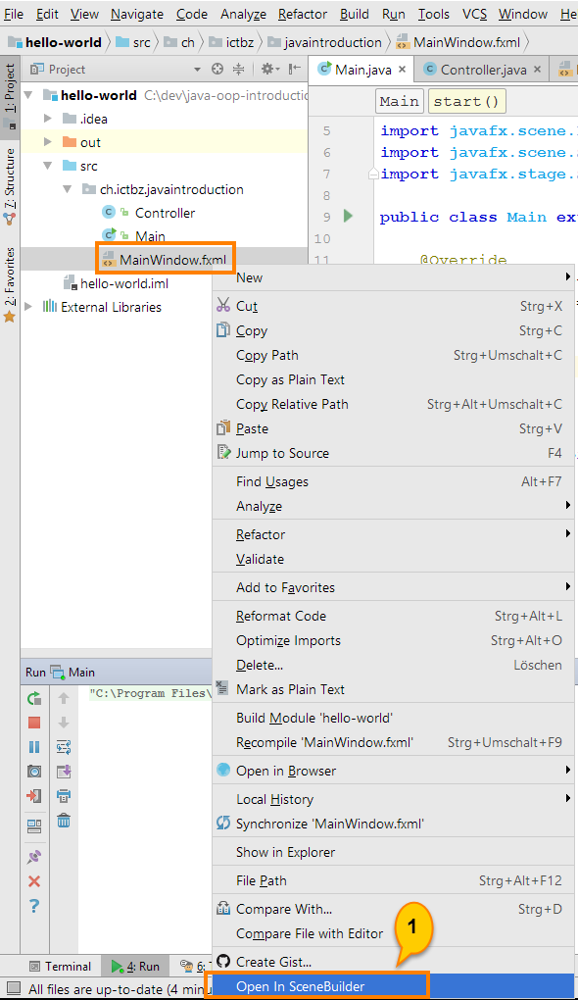 File Edit View Navigate Code Analyze Refactor Build Run Tools VCS Window He
hello-world src ch ictbz javaintroduction MainWindow.fxml
Project
Main.java Controller.java
1: Project
7: Structure
2: Favorites
hello-world C:\dev\java-oop-introductio
.idea
out
src
ch.ictbz.javaintroduction
Controller
Main
MainWindow.fxml
hello-world.iml
External Libraries
Main start()
5 import javafx.scene.
6 import javafx.scene.
7 import javafx.stage.
8
9 public class Main ex
10
11 @Override
New
Cut Strg+X
Copy Strg+C
Copy Path Strg+Umschalt+C
Copy as Plain Text
Copy Relative Path Strg+Alt+Umschalt+C
Paste Strg+V
Jump to Source F4
Find Usages Alt+F7
Analyze
Refactor
Validate
Add to Favorites
Reformat Code Strg+Alt+L
Optimize Imports Strg+Alt+O
Delete... Löschen
Mark as Plain Text
Build Module 'hello-world'
Recompile 'MainWindow.fxml' Strg+Umschalt+F9
Open in Browser
Local History
Synchronize 'MainWindow.fxml'
Show in Explorer
File Path Strg+Alt+F12
Compare With... Strg+D
Compare File with Editor
Create Gist...
Open In SceneBuilder
1
Run Main
"C:\Program Files\
Terminal 4: Run 6:
All files are up-to-date (4 minu